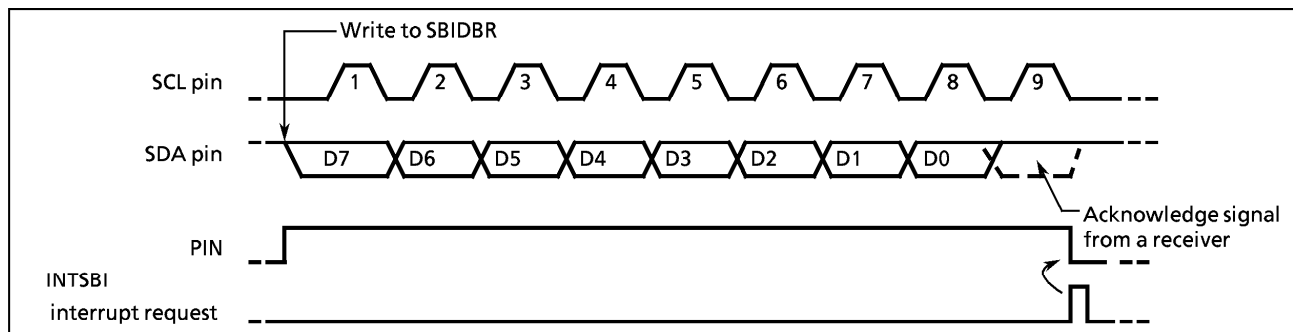 Write to SBIDBR
SCL pin
1 2 3 4 5 6 7 8 9
SDA pin
D7 D6 D5 D4 D3 D2 D1 D0
Acknowledge signal
from a receiver
PIN
INTSBI
interrupt request